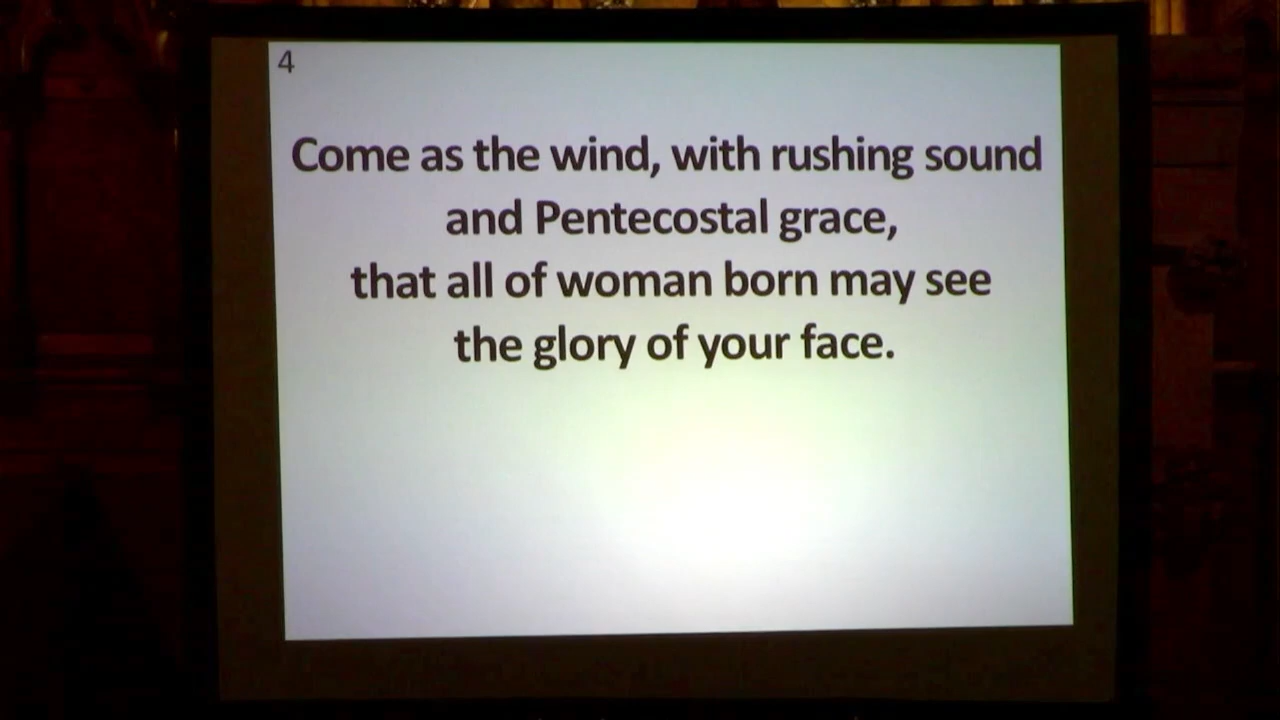 4
Come as the wind, with rushing sound
and Pentecostal grace,
that all of woman born may see
the glory of your face.